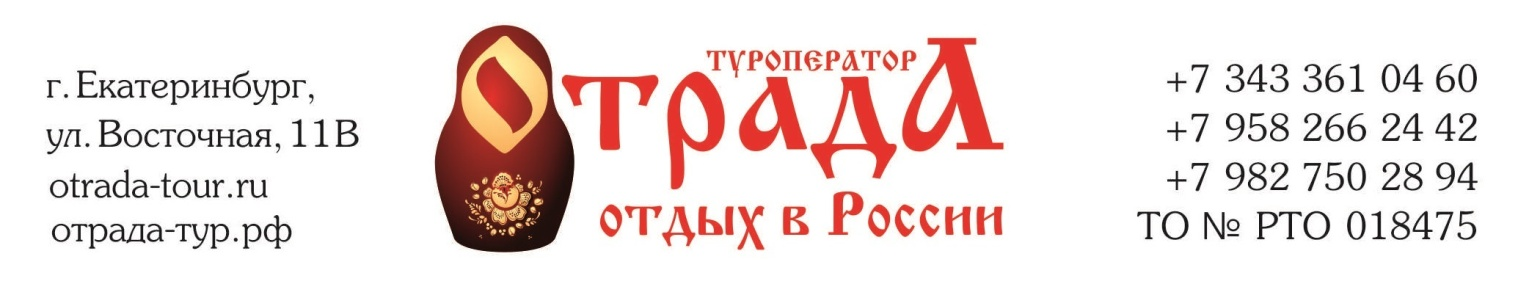 г. Екатеринбург,
ул. Восточная, 11В
otrada-tour.ru
отрада-тур.рф
туроператор
Отрада
отдых в России
+7 343 361 04 60
+7 958 266 24 42
+7 982 750 28 94
ТО № РТО 018475